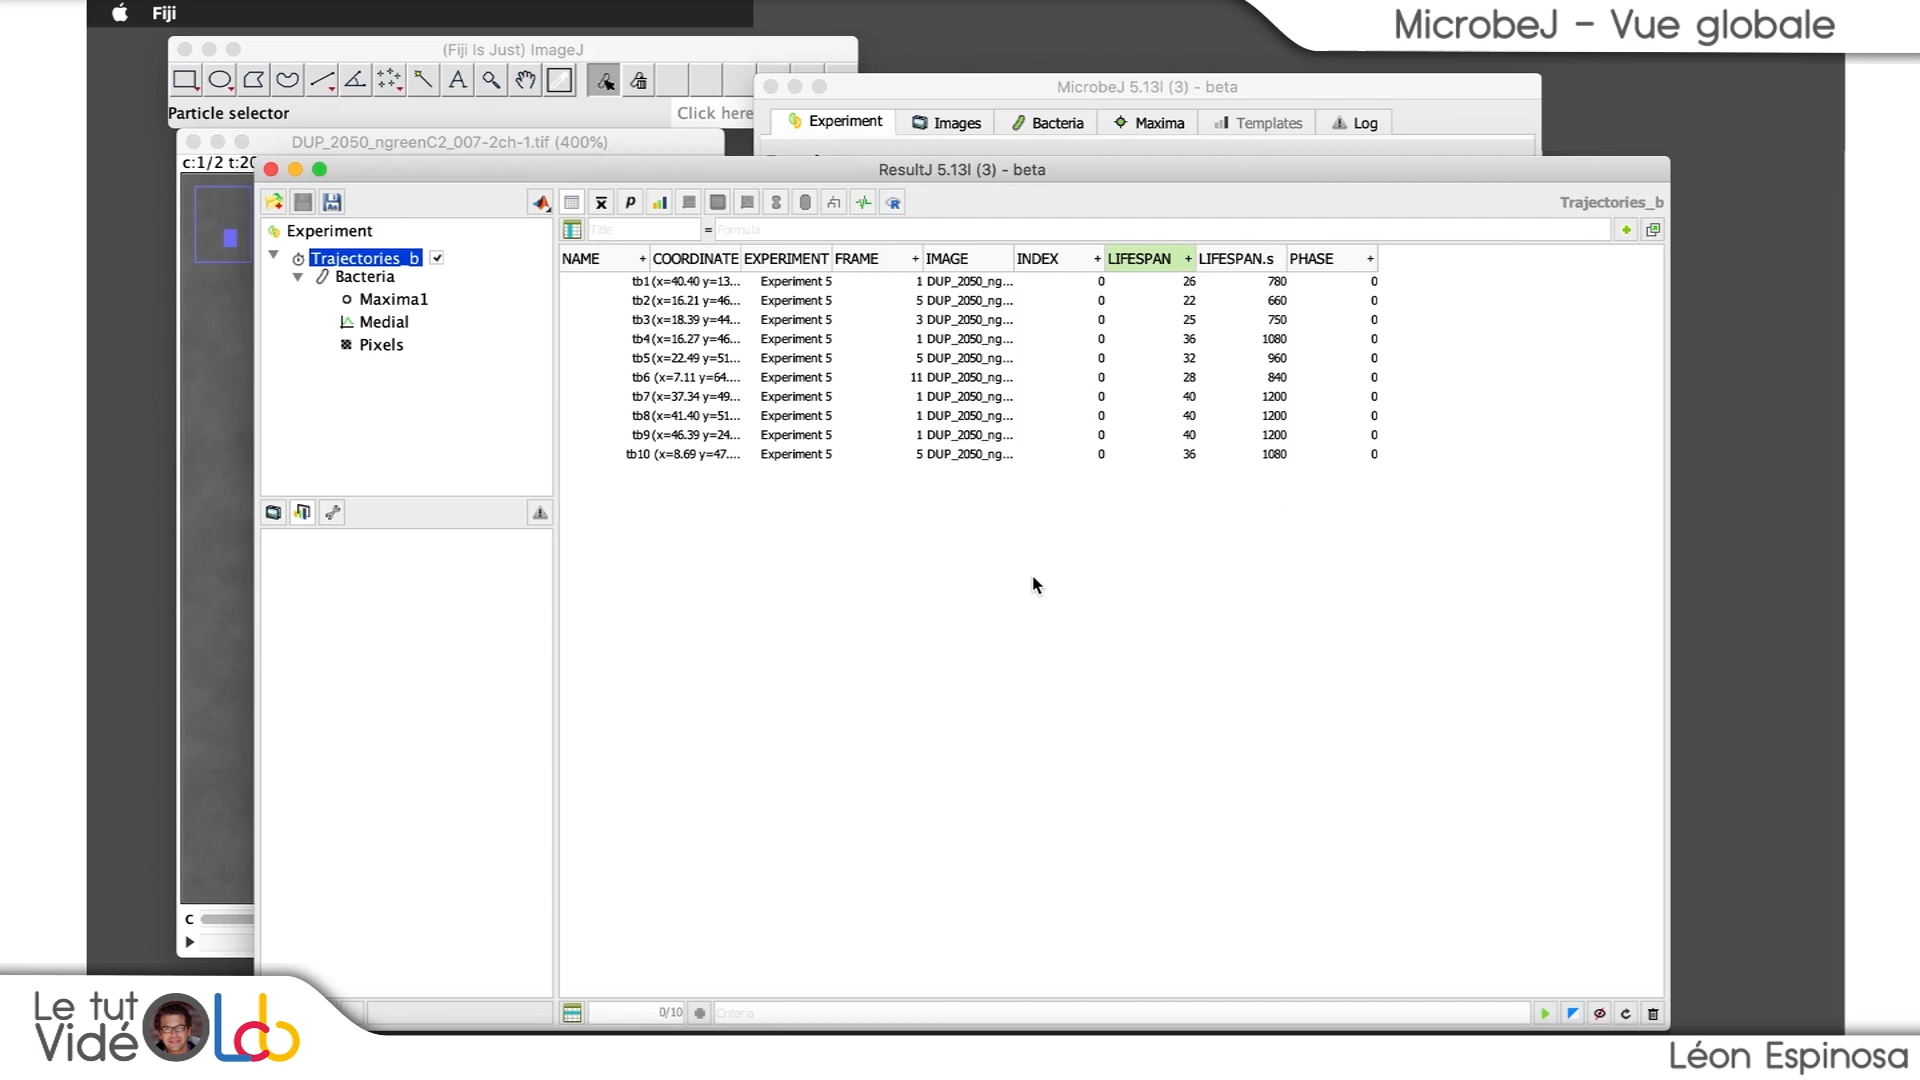 Fiji
MicrobeJ – Vue globale
(Fiji Is Just) ImageJ
Particle selector
Click here
MicrobeJ 5.13l (3) - beta
Experiment
Images
Bacteria
Maxima
Templates
Log
DUP_2050_ngreenC2_007-2ch-1.tif (400%)
c:1/2 t:20
ResultJ 5.13l (3) - beta
Trajectories_b
Title = Formula
Experiment
Trajectories_b
Bacteria
Maxima1
Medial
Pixels
NAME + COORDINATE EXPERIMENT FRAME + IMAGE INDEX + LIFESPAN + LIFESPAN.s PHASE +
tb1 (x=40.40 y=13... Experiment 5 1 DUP_2050_ng... 0 26 780 0
tb2 (x=16.21 y=46... Experiment 5 5 DUP_2050_ng... 0 22 660 0
tb3 (x=18.39 y=44... Experiment 5 3 DUP_2050_ng... 0 25 750 0
tb4 (x=16.27 y=46... Experiment 5 1 DUP_2050_ng... 0 36 1080 0
tb5 (x=22.49 y=51... Experiment 5 5 DUP_2050_ng... 0 32 960 0
tb6 (x=7.11 y=64.... Experiment 5 11 DUP_2050_ng... 0 28 840 0
tb7 (x=37.34 y=49... Experiment 5 1 DUP_2050_ng... 0 40 1200 0
tb8 (x=41.40 y=51... Experiment 5 1 DUP_2050_ng... 0 40 1200 0
tb9 (x=46.39 y=24... Experiment 5 1 DUP_2050_ng... 0 40 1200 0
tb10 (x=8.69 y=47.... Experiment 5 5 DUP_2050_ng... 0 36 1080 0
C
0/10
Criteria
Le tut
Vidé
Lcb
Léon Espinosa